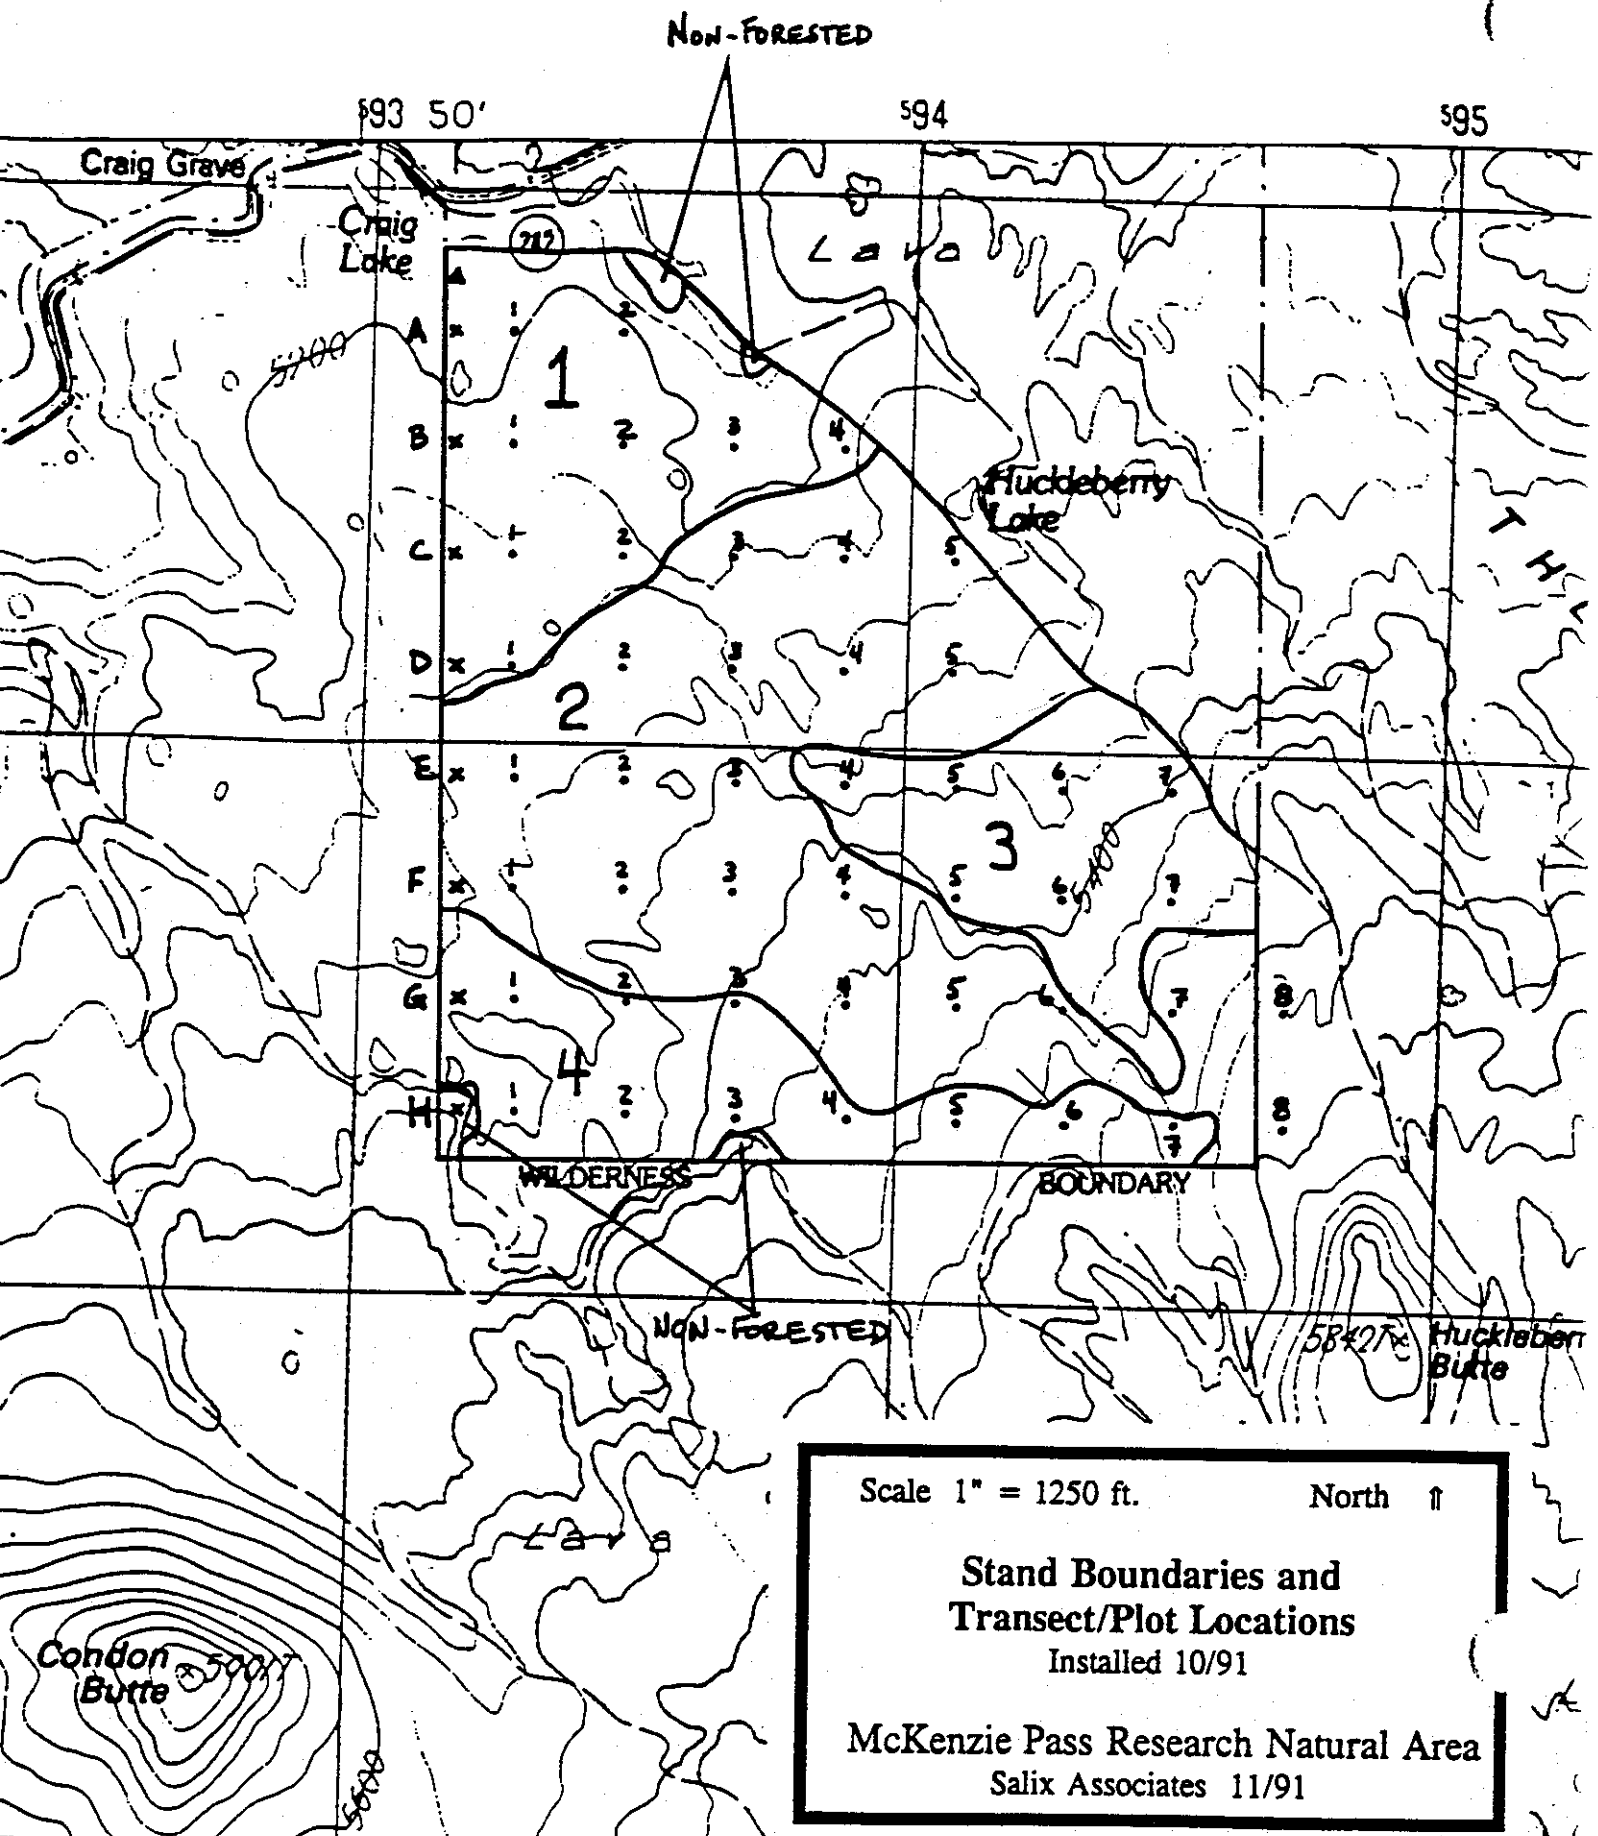 NON-FORESTED
593 50' 594 595
Craig Grave
Craig
Lake
Lava
A 1 2
5200
1
B 1 2 3 4
Huckleberry
Lake
C 1 2 3 4 5
T H
D 1 2 3 4 5
2
E 1 2 3 4 5 6 7
3
5400
F 1 2 3 4 5 6 7
G 1 2 3 4 5 6 7 8
4
H 1 2 3 4 5 6 7 8
WILDERNESS BOUNDARY
NON-FORESTED
5842T Huckleberr
Butte
Lava
Condon
Butte
5600
Scale 1" = 1250 ft. North ⇑
Stand Boundaries and
Transect/Plot Locations
Installed 10/91
McKenzie Pass Research Natural Area
Salix Associates 11/91